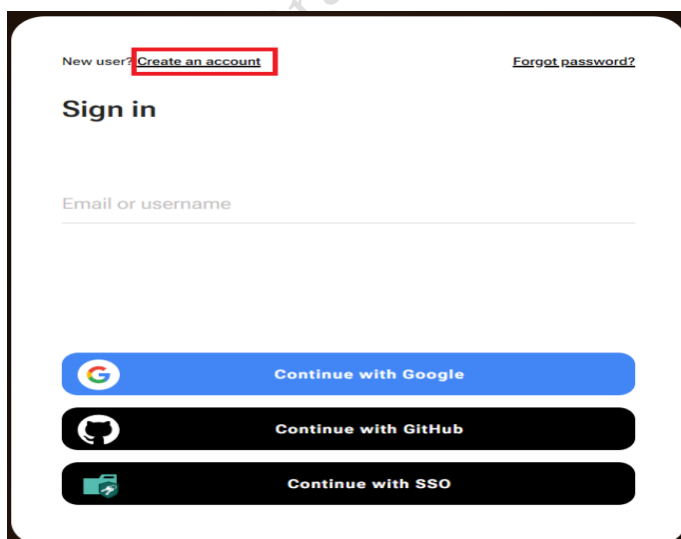 New user? Create an account
Forgot password?
Sign in
Email or username
Continue with Google
Continue with GitHub
Continue with SSO